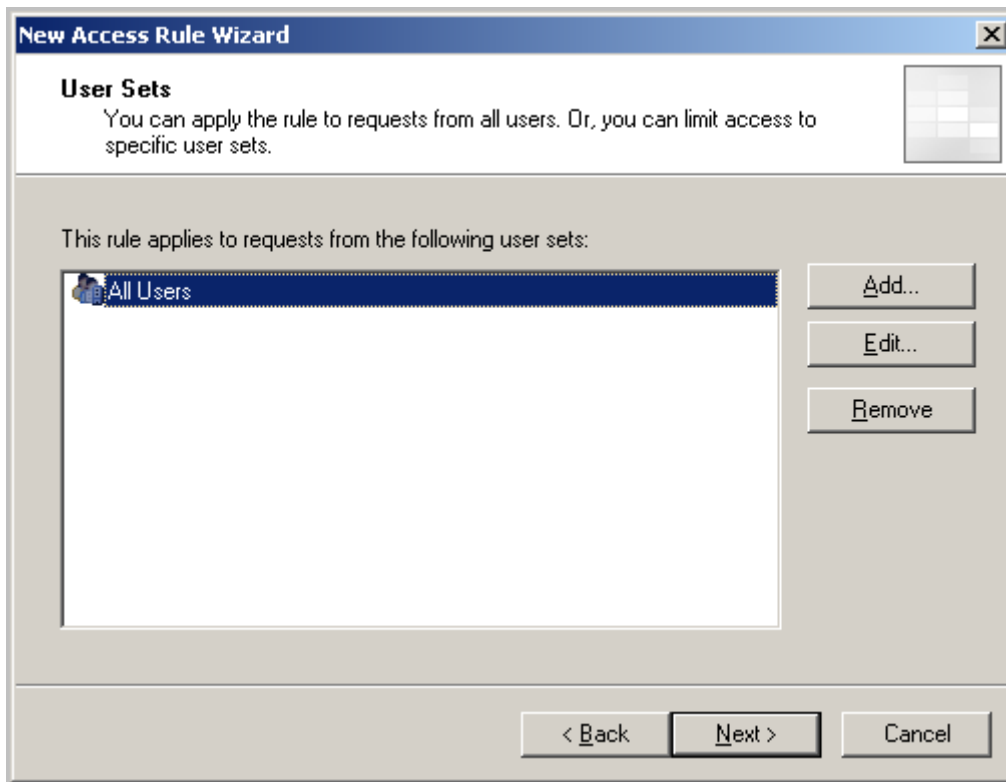 New Access Rule Wizard
User Sets
You can apply the rule to requests from all users. Or, you can limit access to
specific user sets.
This rule applies to requests from the following user sets:
All Users
Add...
Edit...
Remove
< Back
Next >
Cancel